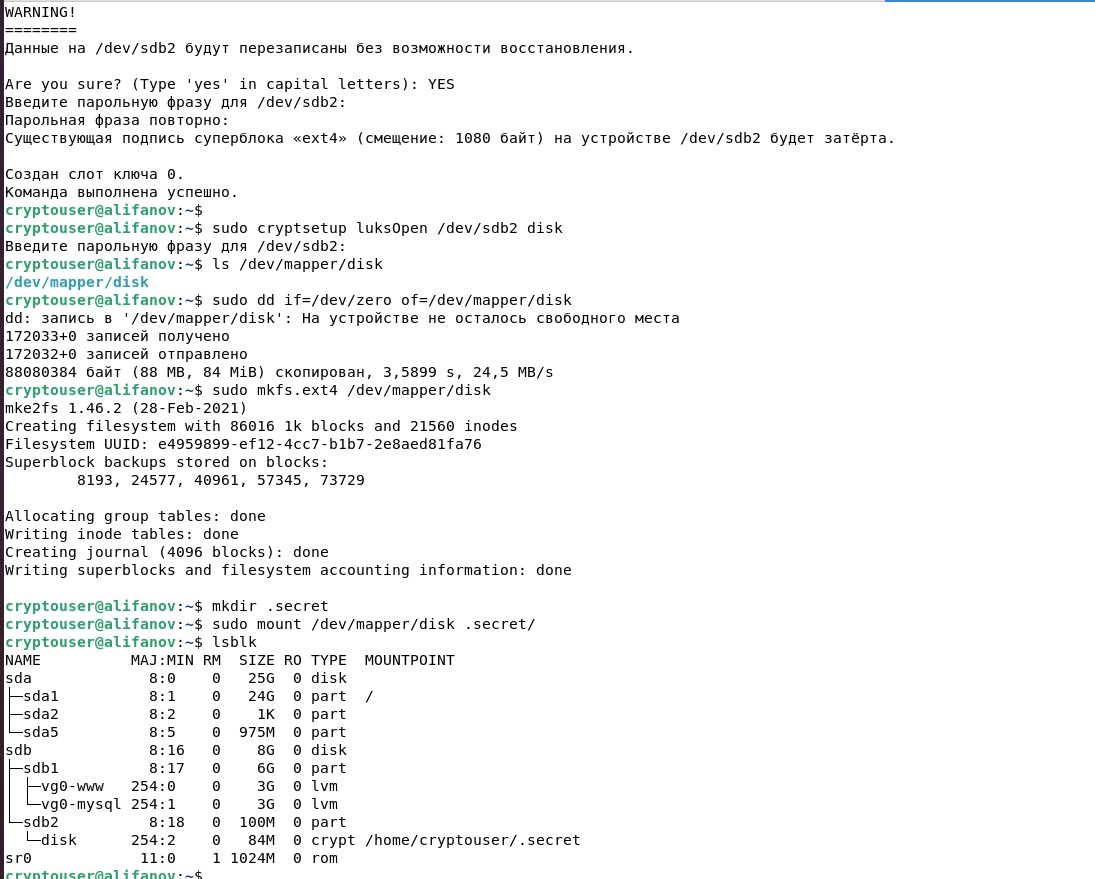 WARNING!
========
Данные на /dev/sdb2 будут перезаписаны без возможности восстановления.
Are you sure? (Type 'yes' in capital letters): YES
Введите парольную фразу для /dev/sdb2:
Парольная фраза повторно:
Существующая подпись суперблока «ext4» (смещение: 1080 байт) на устройстве /dev/sdb2 будет затёрта.
Создан слот ключа 0.
Команда выполнена успешно.
cryptouser@alifanov:~$
cryptouser@alifanov:~$ sudo cryptsetup luksOpen /dev/sdb2 disk
Введите парольную фразу для /dev/sdb2:
cryptouser@alifanov:~$ ls /dev/mapper/disk
/dev/mapper/disk
cryptouser@alifanov:~$ sudo dd if=/dev/zero of=/dev/mapper/disk
dd: запись в '/dev/mapper/disk': На устройстве не осталось свободного места
172033+0 записей получено
172032+0 записей отправлено
88080384 байт (88 MB, 84 MiB) скопирован, 3,5899 s, 24,5 MB/s
cryptouser@alifanov:~$ sudo mkfs.ext4 /dev/mapper/disk
mke2fs 1.46.2 (28-Feb-2021)
Creating filesystem with 86016 1k blocks and 21560 inodes
Filesystem UUID: e4959899-ef12-4cc7-b1b7-2e8aed81fa76
Superblock backups stored on blocks:
        8193, 24577, 40961, 57345, 73729
Allocating group tables: done
Writing inode tables: done
Creating journal (4096 blocks): done
Writing superblocks and filesystem accounting information: done
cryptouser@alifanov:~$ mkdir .secret
cryptouser@alifanov:~$ sudo mount /dev/mapper/disk .secret/
cryptouser@alifanov:~$ lsblk
NAME          MAJ:MIN RM  SIZE RO TYPE  MOUNTPOINT
sda             8:0    0   25G  0 disk
├─sda1          8:1    0   24G  0 part  /
├─sda2          8:2    0    1K  0 part
└─sda5          8:5    0  975M  0 part
sdb             8:16   0    8G  0 disk
├─sdb1          8:17   0    6G  0 part
│ ├─vg0-www   254:0    0    3G  0 lvm
│ └─vg0-mysql 254:1    0    3G  0 lvm
└─sdb2          8:18   0  100M  0 part
  └─disk      254:2    0   84M  0 crypt /home/cryptouser/.secret
sr0            11:0    1 1024M  0 rom
cryptouser@alifanov:~$